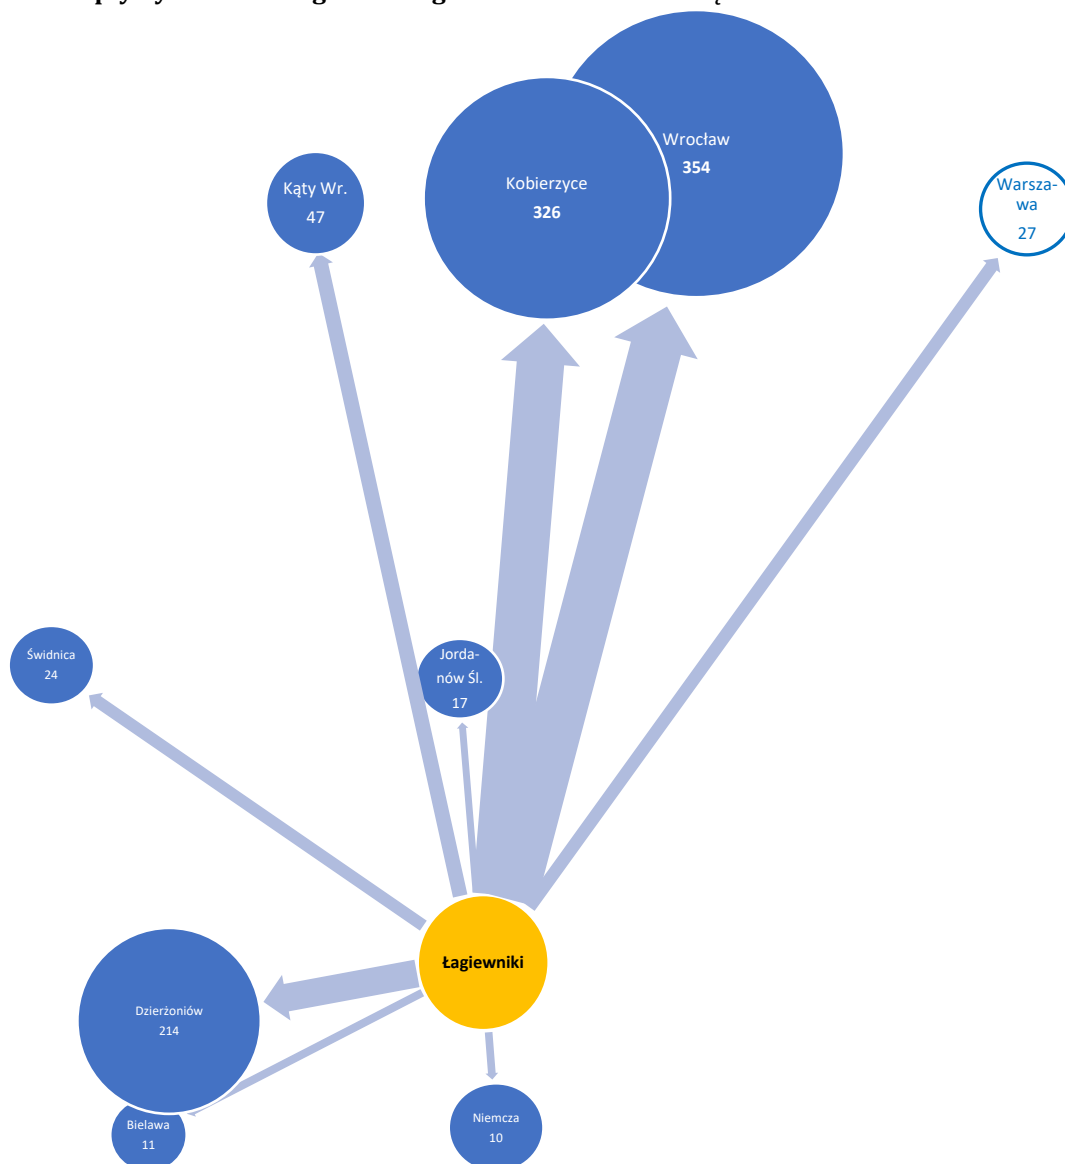 Wrocław
354
Kobierzyce
326
Kąty Wr.
47
Warsza-
wa
27
Świdnica
24
Jorda-
nów Śl.
17
Łagiewniki
Dzierżoniów
214
Bielawa
11
Niemcza
10